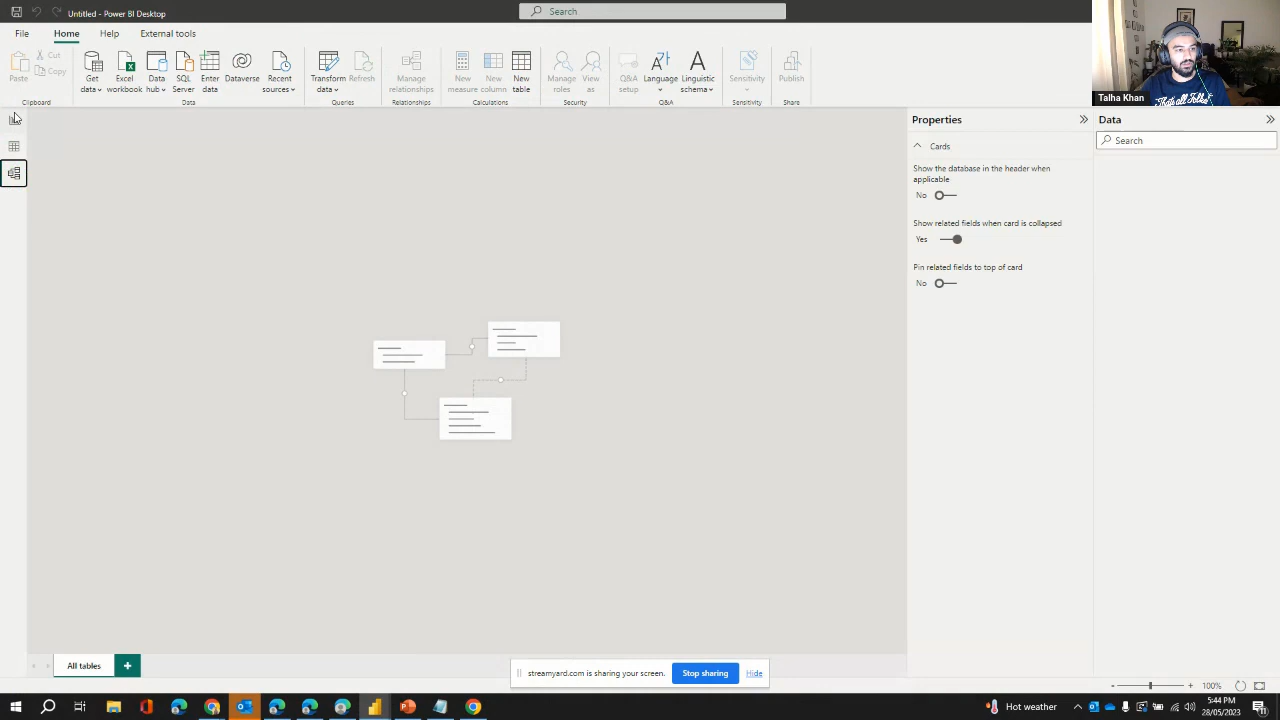 Untitled - Power BI Desktop
Search
File
Home
Help
External tools
Paste
Cut
Copy
Get data
Excel workbook
Data hub
SQL Server
Enter data
Dataverse
Recent sources
Transform data
Refresh
Manage relationships
New measure
New column
New table
Manage roles
View as
Q&A setup
Language
Linguistic schema
Sensitivity
Publish
Clipboard
Data
Queries
Relationships
Calculations
Security
Q&A
Sensitivity
Share
Talha Khan
Properties
Data
Cards
Search
Show the database in the header when
applicable
No
Show related fields when card is collapsed
Yes
Pin related fields to top of card
No
All tables
streamyard.com is sharing your screen.
Stop sharing
Hide
100%
Hot weather
5:44 PM
28/05/2023